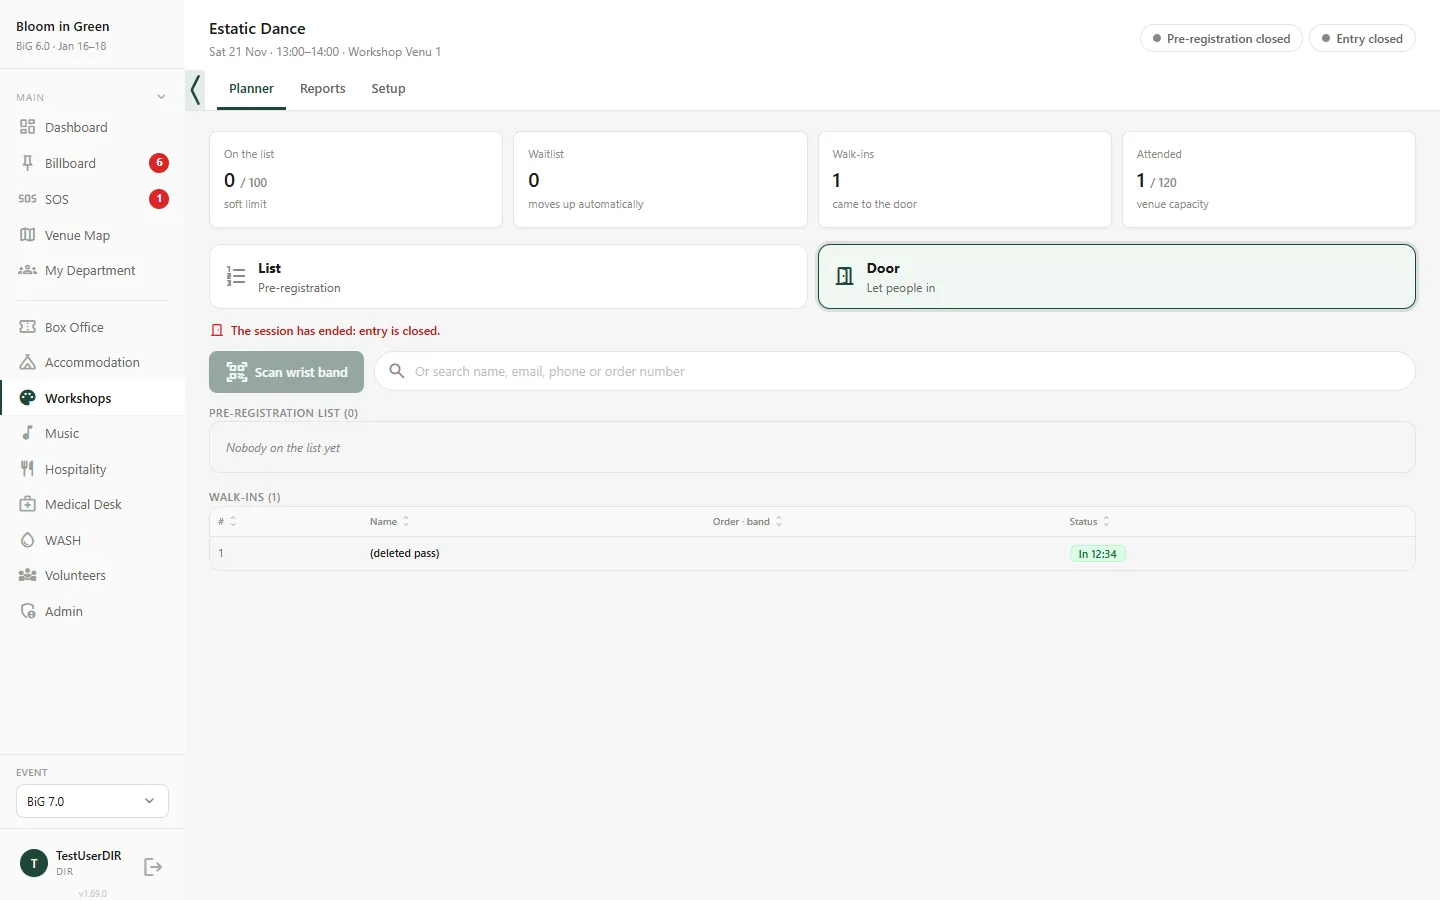 Bloom in Green
BiG 6.0 · Jan 16–18
MAIN
Dashboard
Billboard 6
SOS SOS 1
Venue Map
My Department
Box Office
Accommodation
Workshops
Music
Hospitality
Medical Desk
WASH
Volunteers
Admin
EVENT
BiG 7.0
T TestUserDIR
DIR
v1.69.0
Estatic Dance
Sat 21 Nov · 13:00–14:00 · Workshop Venu 1
Pre-registration closed Entry closed
Planner Reports Setup
On the list
0 / 100
soft limit
Waitlist
0
moves up automatically
Walk-ins
1
came to the door
Attended
1 / 120
venue capacity
List
Pre-registration
Door
Let people in
The session has ended: entry is closed.
Scan wrist band Or search name, email, phone or order number
PRE-REGISTRATION LIST (0)
Nobody on the list yet
WALK-INS (1)
# Name Order · band Status
1 (deleted pass) In 12:34